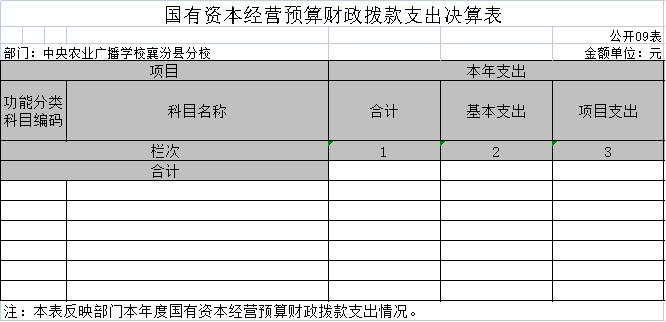 国有资本经营预算财政拨款支出决算表
公开09表
部门：中央农业广播学校襄汾县分校 金额单位：元
项目 本年支出
功能分类科目编码 科目名称 合计 基本支出 项目支出
栏次 1 2 3
合计
注：本表反映部门本年度国有资本经营预算财政拨款支出情况。